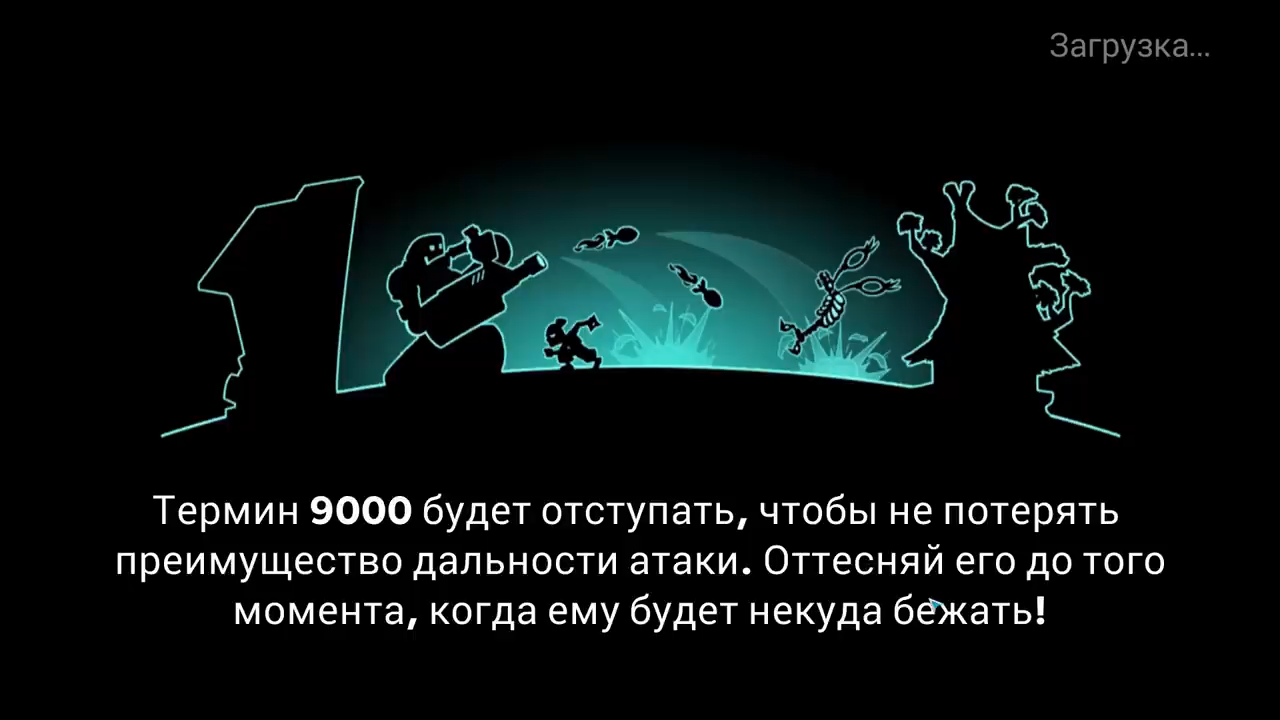 Загрузка...
Термин 9000 будет отступать, чтобы не потерять
преимущество дальности атаки. Оттесняй его до того
момента, когда ему будет некуда бежать!